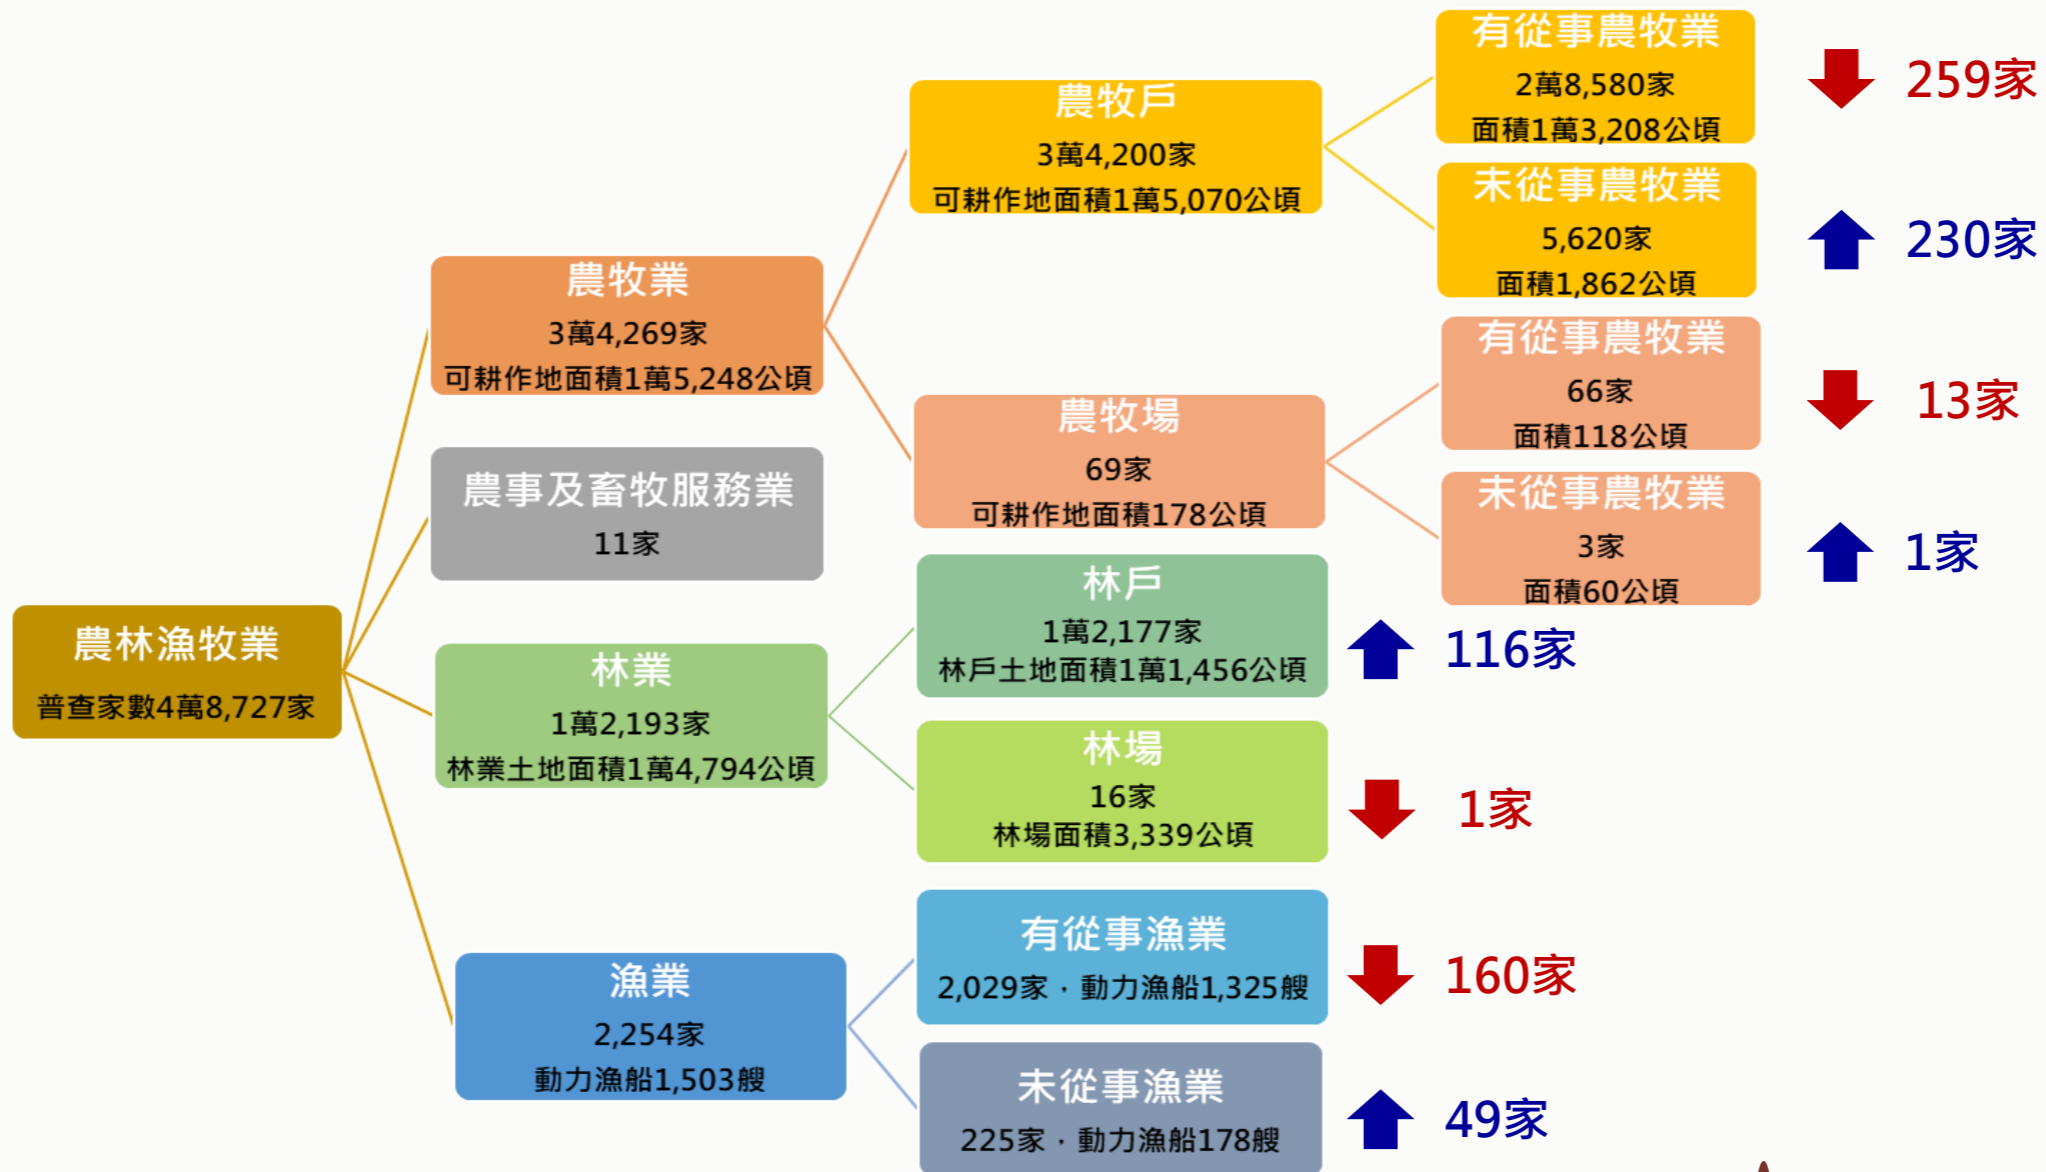 農林漁牧業
普查家數4萬8,727家
農牧業
3萬4,269家
可耕作地面積1萬5,248公頃
農牧戶
3萬4,200家
可耕作地面積1萬5,070公頃
有從事農牧業
2萬8,580家
面積1萬3,208公頃
259家
未從事農牧業
5,620家
面積1,862公頃
230家
農牧場
69家
可耕作地面積178公頃
有從事農牧業
66家
面積118公頃
13家
未從事農牧業
3家
面積60公頃
1家
農事及畜牧服務業
11家
林業
1萬2,193家
林業土地面積1萬4,794公頃
林戶
1萬2,177家
林戶土地面積1萬1,456公頃
116家
林場
16家
林場面積3,339公頃
1家
漁業
2,254家
動力漁船1,503艘
有從事漁業
2,029家．動力漁船1,325艘
160家
未從事漁業
225家．動力漁船178艘
49家